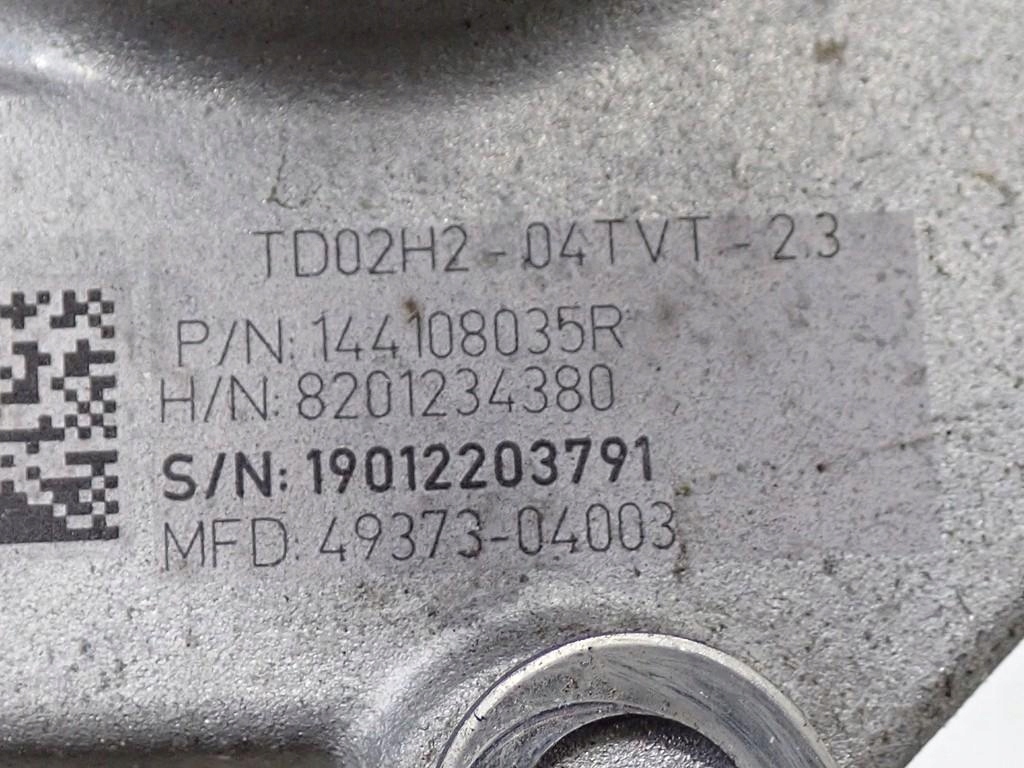 TD02H2-04TVT-2.3
P/N: 144108035R
H/N: 8201234380
S/N: 19012203791
MFD: 49373-04003